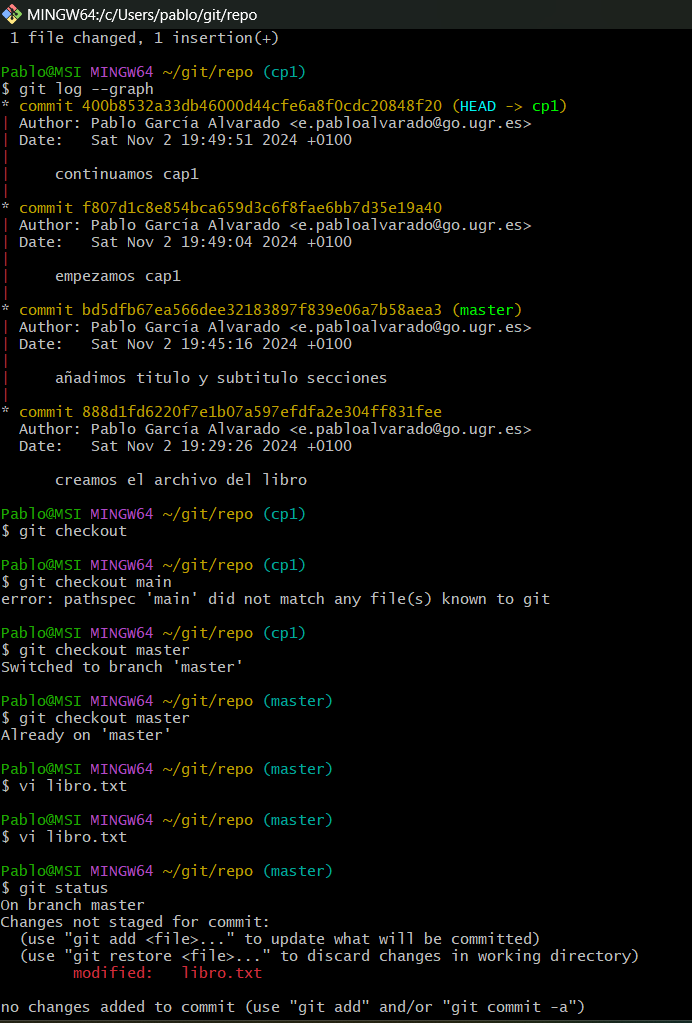 MINGW64:/c/Users/pablo/git/repo
1 file changed, 1 insertion(+)
Pablo@MSI MINGW64 ~/git/repo (cp1)
$ git log --graph
* commit 400b8532a33db46000d44cfe6a8f0cdc20848f20 (HEAD -> cp1)
| Author: Pablo García Alvarado <e.pabloalvarado@go.ugr.es>
| Date:   Sat Nov 2 19:49:51 2024 +0100
|
|     continuamos cap1
|
* commit f807d1c8e854bca659d3c6f8fae6bb7d35e19a40
| Author: Pablo García Alvarado <e.pabloalvarado@go.ugr.es>
| Date:   Sat Nov 2 19:49:04 2024 +0100
|
|     empezamos cap1
|
* commit bd5dfb67ea566dee32183897f839e06a7b58aea3 (master)
| Author: Pablo García Alvarado <e.pabloalvarado@go.ugr.es>
| Date:   Sat Nov 2 19:45:16 2024 +0100
|
|     añadimos titulo y subtitulo secciones
|
* commit 888d1fd6220f7e1b07a597efdfa2e304ff831fee
  Author: Pablo García Alvarado <e.pabloalvarado@go.ugr.es>
  Date:   Sat Nov 2 19:29:26 2024 +0100
      creamos el archivo del libro
Pablo@MSI MINGW64 ~/git/repo (cp1)
$ git checkout
Pablo@MSI MINGW64 ~/git/repo (cp1)
$ git checkout main
error: pathspec 'main' did not match any file(s) known to git
Pablo@MSI MINGW64 ~/git/repo (cp1)
$ git checkout master
Switched to branch 'master'
Pablo@MSI MINGW64 ~/git/repo (master)
$ git checkout master
Already on 'master'
Pablo@MSI MINGW64 ~/git/repo (master)
$ vi libro.txt
Pablo@MSI MINGW64 ~/git/repo (master)
$ vi libro.txt
Pablo@MSI MINGW64 ~/git/repo (master)
$ git status
On branch master
Changes not staged for commit:
  (use "git add <file>..." to update what will be committed)
  (use "git restore <file>..." to discard changes in working directory)
        modified:   libro.txt
no changes added to commit (use "git add" and/or "git commit -a")